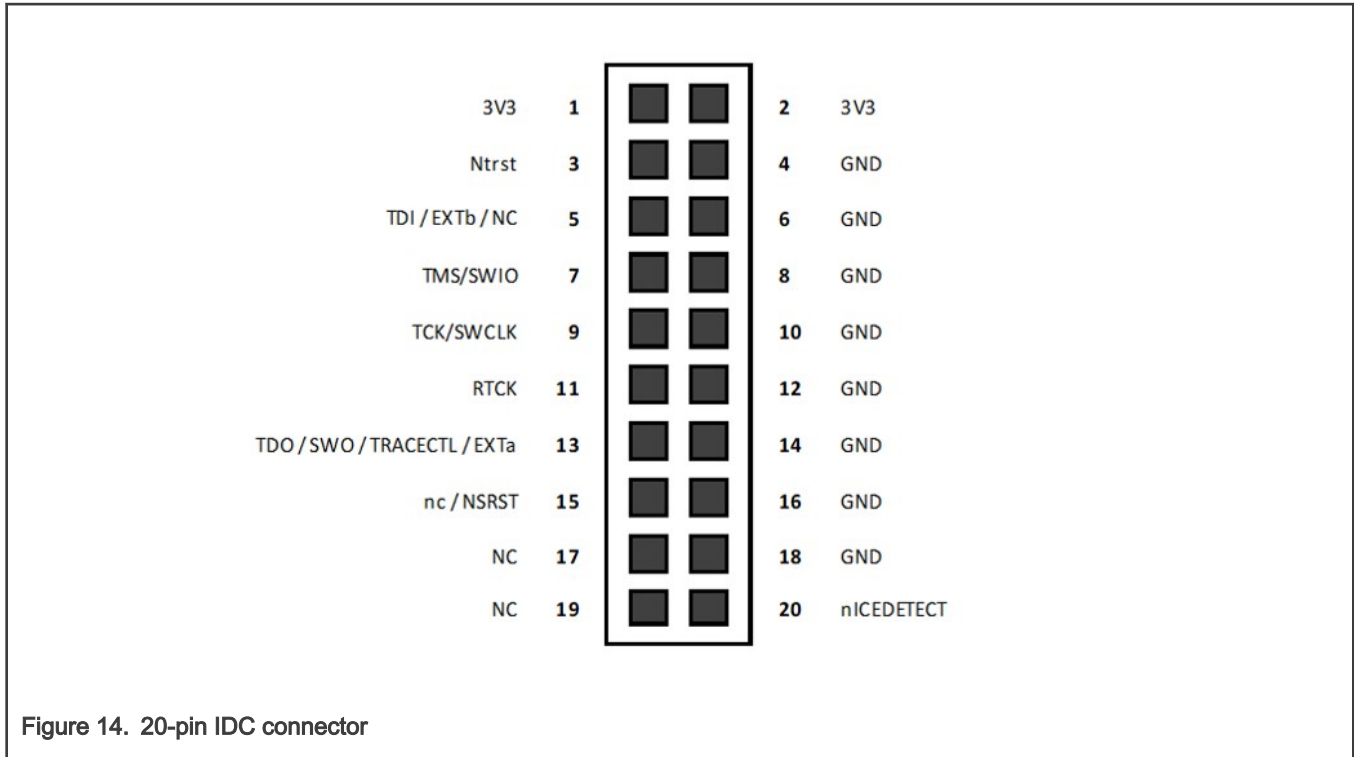 3V3 1 2 3V3
Ntrst 3 4 GND
TDI / EXTb / NC 5 6 GND
TMS/SWIO 7 8 GND
TCK/SWCLK 9 10 GND
RTCK 11 12 GND
TDO / SWO / TRACECTL / EXTa 13 14 GND
nc / NSRST 15 16 GND
NC 17 18 GND
NC 19 20 nICEDETECT
Figure 14. 20-pin IDC connector